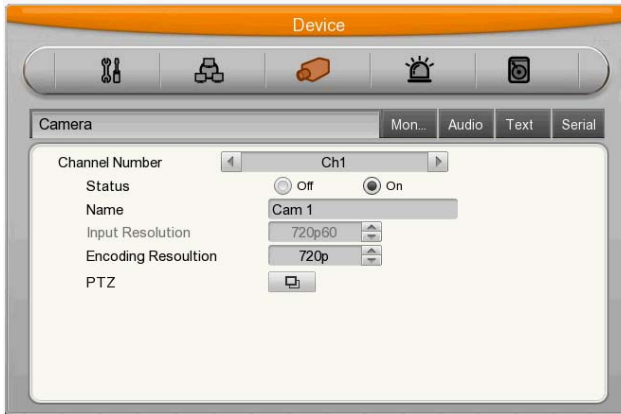 Device
Camera Mon... Audio Text Serial
Channel Number Ch1
Status Off On
Name Cam 1
Input Resolution 720p60
Encoding Resoultion 720p
PTZ